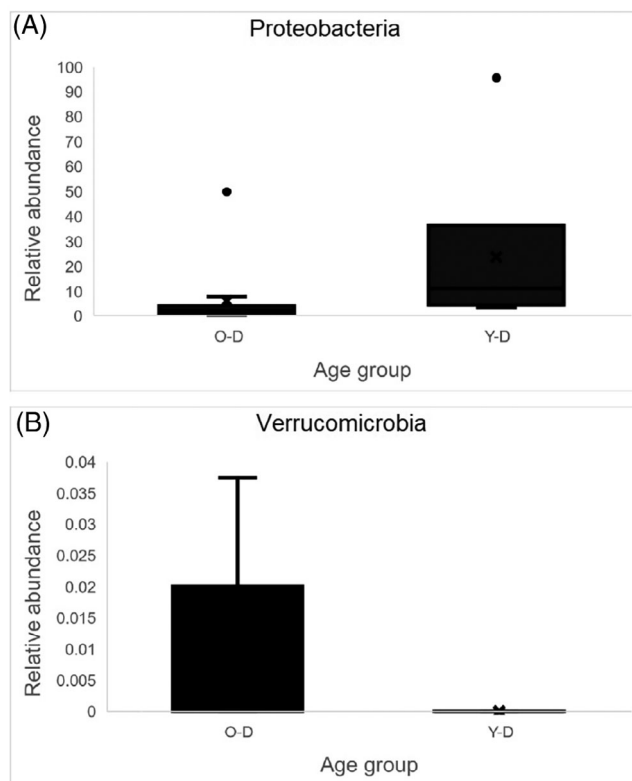 (A)
Proteobacteria
Relative abundance
100
90
80
70
60
50
40
30
20
10
0
O-D
Y-D
Age group
(B)
Verrucomicrobia
Relative abundance
0.04
0.035
0.03
0.025
0.02
0.015
0.01
0.005
0
O-D
Y-D
Age group